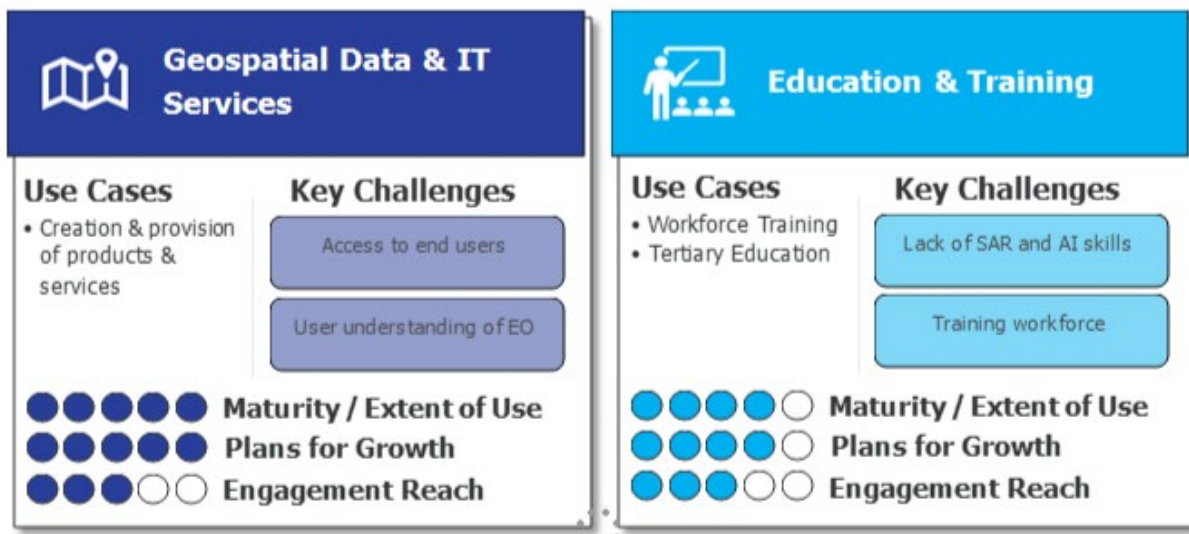 Geospatial Data & IT
Services
Use Cases
• Creation & provision
of products &
services
Key Challenges
Access to end users
User understanding of EO
Maturity / Extent of Use
Plans for Growth
Engagement Reach
Education & Training
Use Cases
• Workforce Training
• Tertiary Education
Key Challenges
Lack of SAR and AI skills
Training workforce
Maturity / Extent of Use
Plans for Growth
Engagement Reach